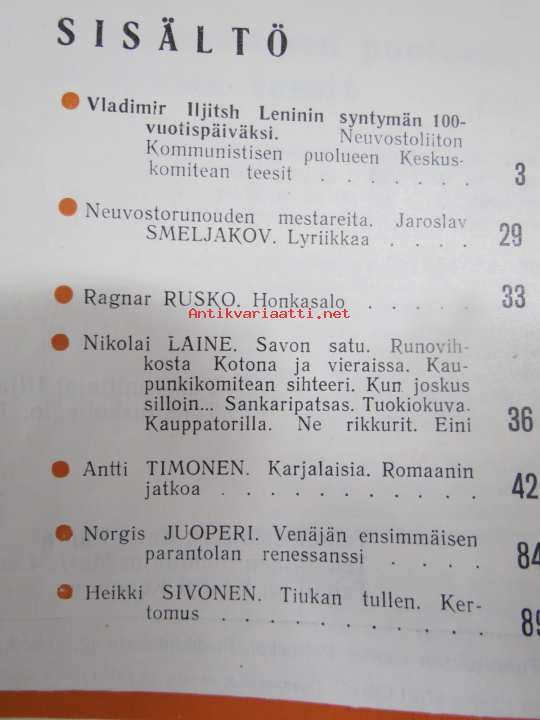 SISÄLTÖ
Vladimir Iljitsh Leninin syntymän 100-
vuotispäiväksi. Neuvostoliiton
Kommunistisen puolueen Keskus-
komitean teesit . . . . . . . 3
Neuvostorunouden mestareita. Jaroslav
SMELJAKOV. Lyriikkaa . . . . 29
Ragnar RUSKO. Honkasalo . . . . 33
Antikvariaatti.net
Nikolai LAINE. Savon satu. Runovih-
kosta Kotona ja vieraissa. Kau-
punkikomitean sihteeri. Kun joskus
silloin... Sankaripatsas. Tuokiokuva.
Kauppatorilla. Ne rikkurit. Eini 36
Antti TIMONEN. Karjalaisia. Romaanin
jatkoa . . . . . . . . . . 42
Norgis JUOPERI. Venäjän ensimmäisen
parantolan renessanssi . . . . 84
Heikki SIVONEN. Tiukan tullen. Ker-
tomus . . . . . . . . . . 89